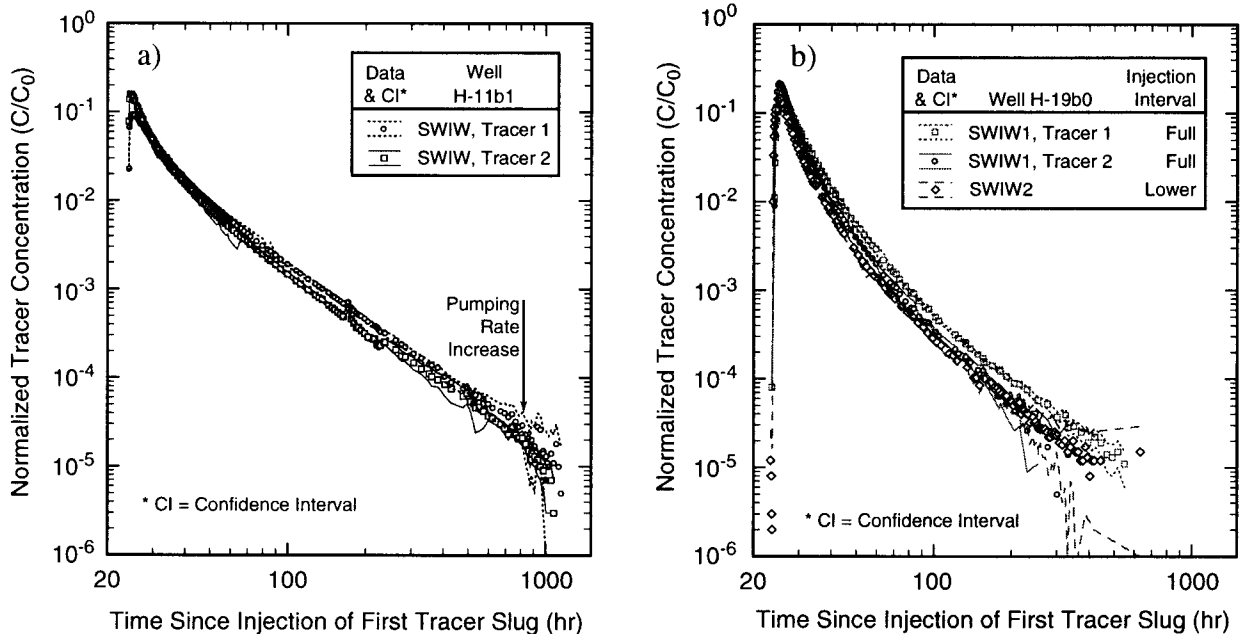 a)
Data Well
& CI* H-11b1
SWIW, Tracer 1
SWIW, Tracer 2
Pumping
Rate
Increase
* CI = Confidence Interval
10^0
10^-1
10^-2
10^-3
10^-4
10^-5
10^-6
20 100 1000
Normalized Tracer Concentration (C/C0)
Time Since Injection of First Tracer Slug (hr)
b)
Data Injection
& CI* Well H-19b0 Interval
SWIW1, Tracer 1 Full
SWIW1, Tracer 2 Full
SWIW2 Lower
* CI = Confidence Interval
10^0
10^-1
10^-2
10^-3
10^-4
10^-5
10^-6
20 100 1000
Normalized Tracer Concentration (C/C0)
Time Since Injection of First Tracer Slug (hr)